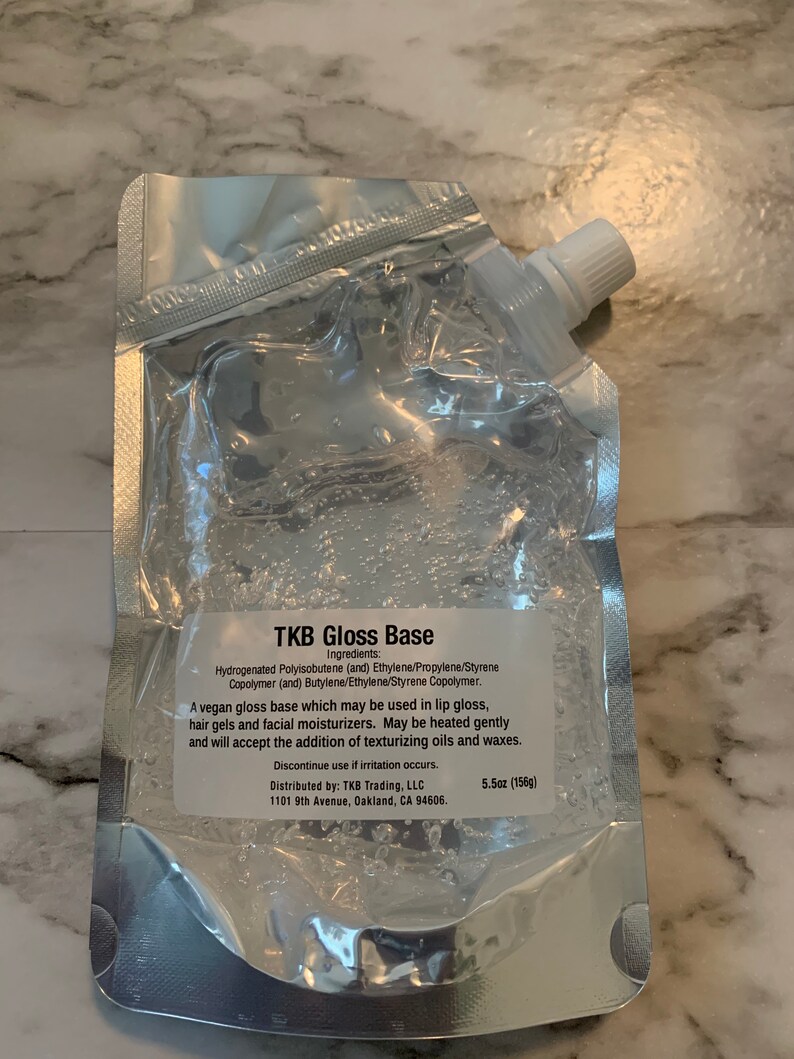 TKB Gloss Base
Ingredients:
Hydrogenated Polyisobutene (and) Ethylene/Propylene/Styrene
Copolymer (and) Butylene/Ethylene/Styrene Copolymer.
A vegan gloss base which may be used in lip gloss,
hair gels and facial moisturizers. May be heated gently
and will accept the addition of texturizing oils and waxes.
Discontinue use if irritation occurs.
Distributed by: TKB Trading, LLC 5.5oz (156g)
1101 9th Avenue, Oakland, CA 94606.